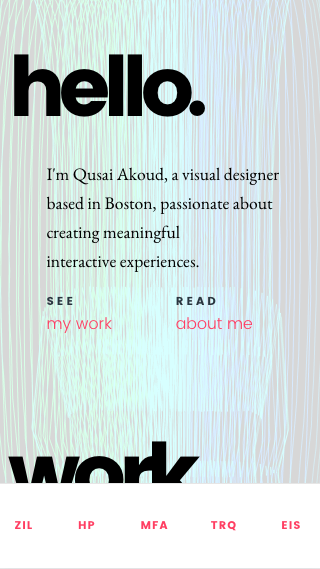 hello.
I'm Qusai Akoud, a visual designer
based in Boston, passionate about
creating meaningful
interactive experiences.
SEE READ
my work about me
work
ZIL HP MFA TRQ EIS